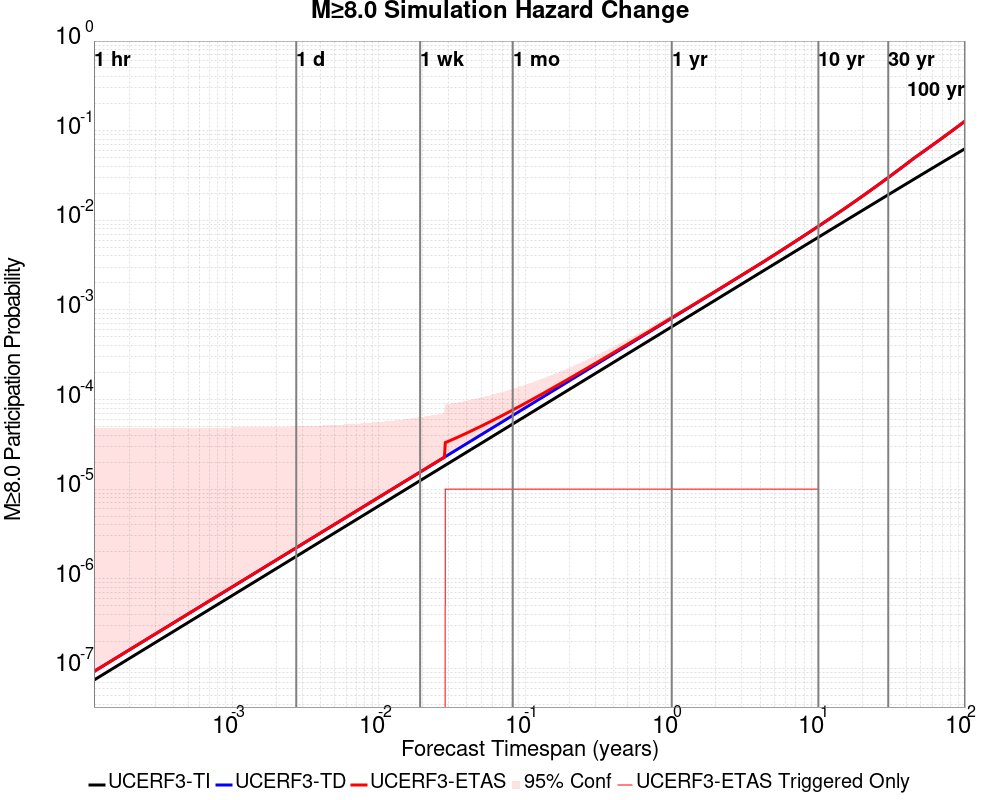 M≥8.0 Simulation Hazard Change
10^0
10^-1
10^-2
10^-3
10^-4
10^-5
10^-6
10^-7
M≥8.0 Participation Probability
1 hr 1 d 1 wk 1 mo 1 yr 10 yr 30 yr
100 yr
10^-3 10^-2 10^-1 10^0 10^1 10^2
Forecast Timespan (years)
UCERF3-TI UCERF3-TD UCERF3-ETAS 95% Conf UCERF3-ETAS Triggered Only